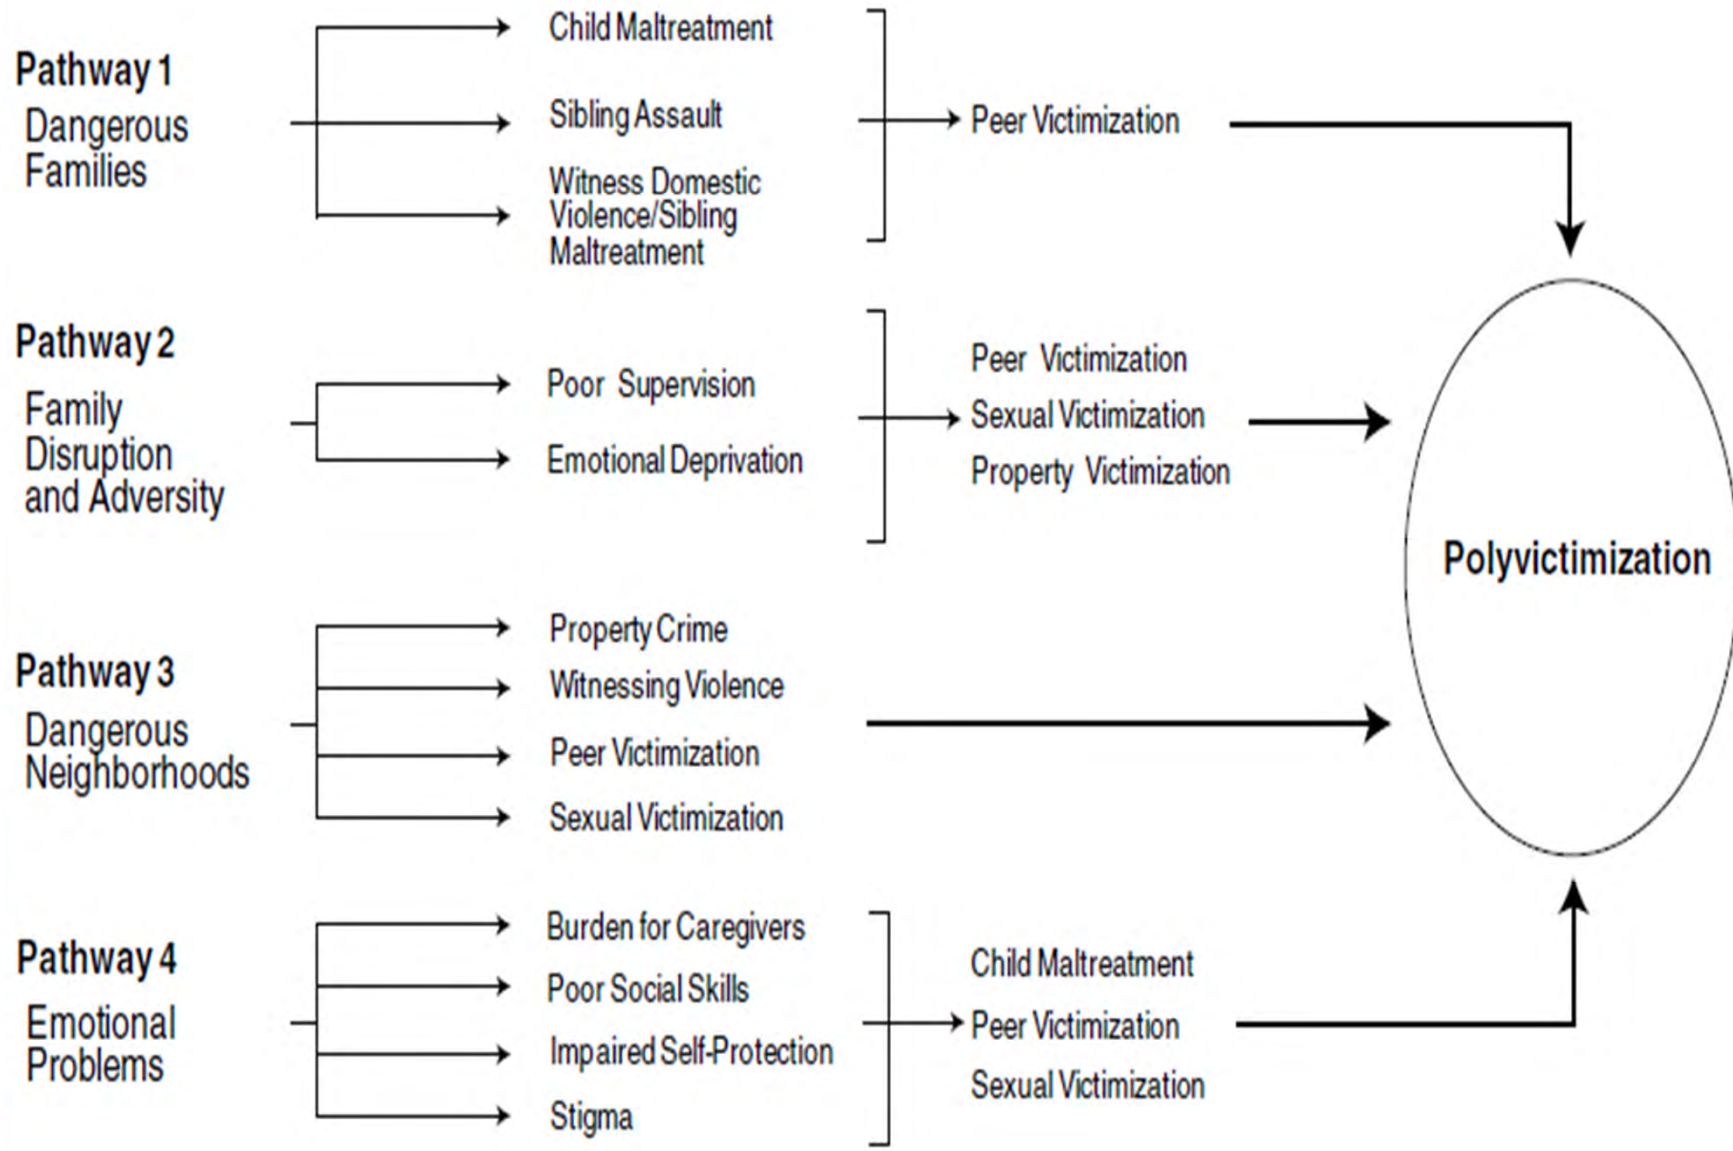 Pathway 1
Dangerous
Families
Child Maltreatment
Sibling Assault
Witness Domestic
Violence/Sibling
Maltreatment
Peer Victimization
Pathway 2
Family
Disruption
and Adversity
Poor Supervision
Emotional Deprivation
Peer Victimization
Sexual Victimization
Property Victimization
Polyvictimization
Pathway 3
Dangerous
Neighborhoods
Property Crime
Witnessing Violence
Peer Victimization
Sexual Victimization
Pathway 4
Emotional
Problems
Burden for Caregivers
Poor Social Skills
Impaired Self-Protection
Stigma
Child Maltreatment
Peer Victimization
Sexual Victimization